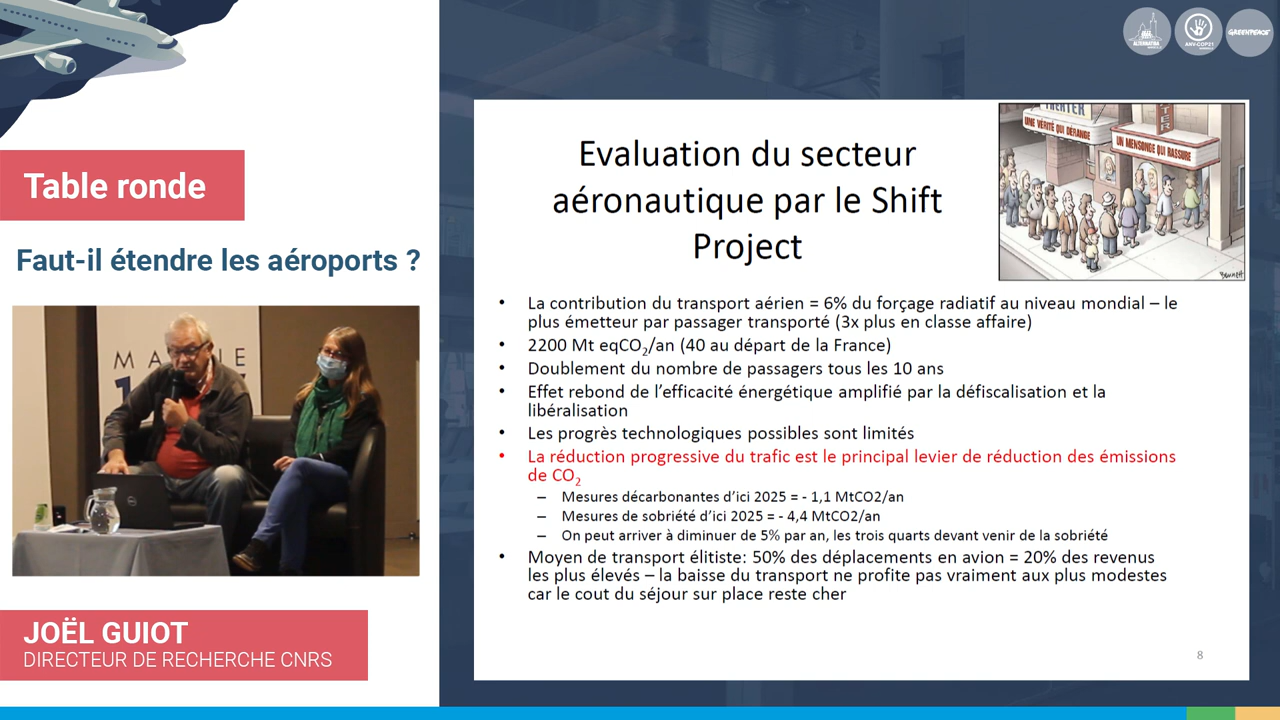 ALTERNATIBA
ANV-COP21
GREENPEACE
Table ronde
Faut-il étendre les aéroports ?
JOËL GUIOT
DIRECTEUR DE RECHERCHE CNRS
Evaluation du secteur
aéronautique par le Shift
Project
THEATER
TER
UNE VÉRITÉ QUI DÉRANGE
UN MENSONGE QUI RASSURE
• La contribution du transport aérien = 6% du forçage radiatif au niveau mondial – le
plus émetteur par passager transporté (3x plus en classe affaire)
• 2200 Mt eqCO₂/an (40 au départ de la France)
• Doublement du nombre de passagers tous les 10 ans
• Effet rebond de l’efficacité énergétique amplifié par la défiscalisation et la
libéralisation
• Les progrès technologiques possibles sont limités
• La réduction progressive du trafic est le principal levier de réduction des émissions
de CO₂
– Mesures décarbonantes d’ici 2025 = - 1,1 MtCO2/an
– Mesures de sobriété d’ici 2025 = - 4,4 MtCO2/an
– On peut arriver à diminuer de 5% par an, les trois quarts devant venir de la sobriété
• Moyen de transport élitiste: 50% des déplacements en avion = 20% des revenus
les plus élevés – la baisse du transport ne profite pas vraiment aux plus modestes
car le cout du séjour sur place reste cher
8